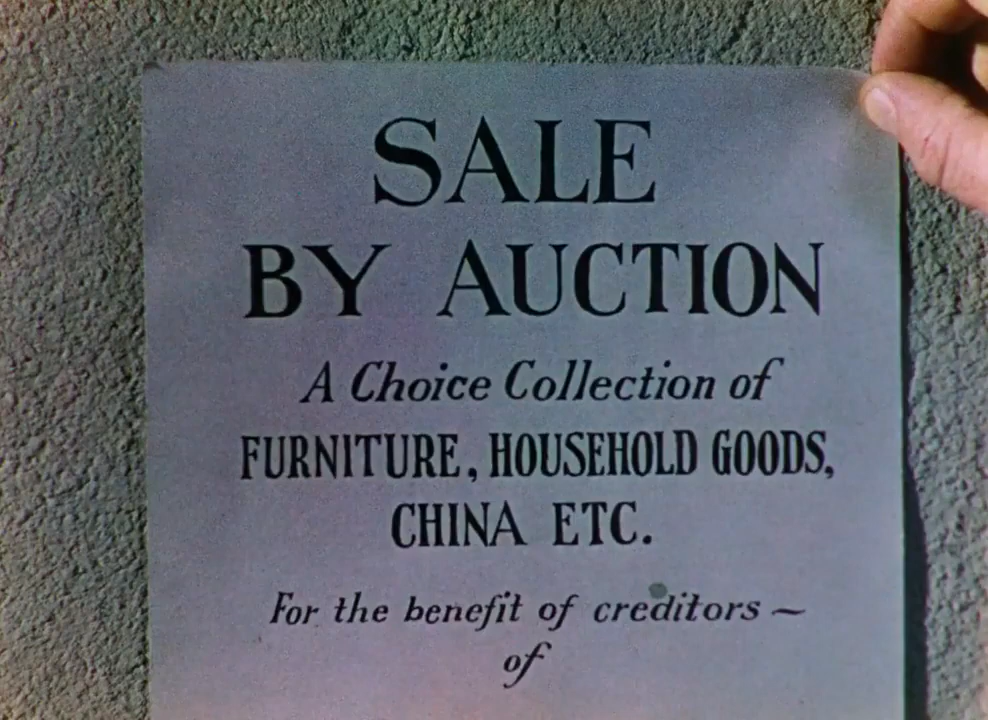 SALE
BY AUCTION
A Choice Collection of
FURNITURE, HOUSEHOLD GOODS,
CHINA ETC.
For the benefit of creditors ~
of